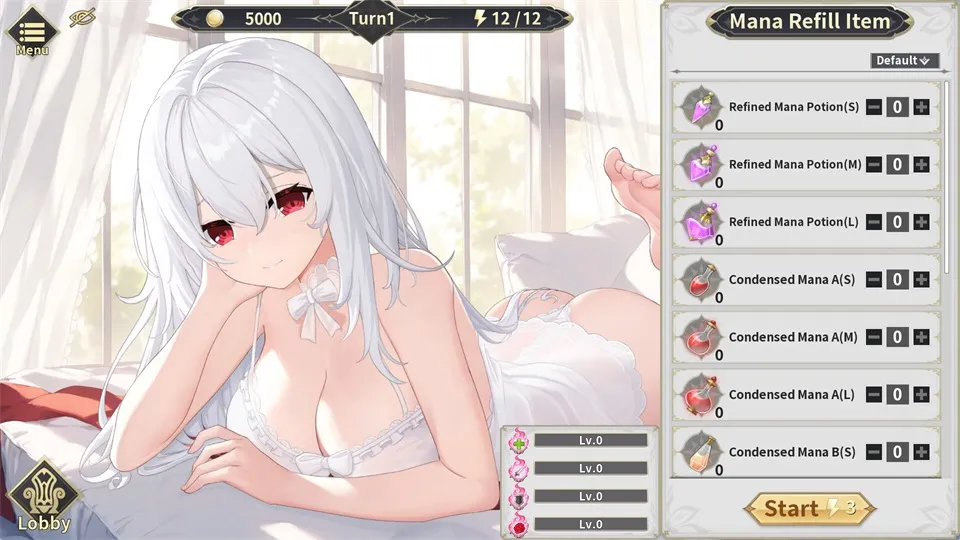 Menu
5000
Turn1
12 / 12
Mana Refill Item
Default
Refined Mana Potion(S)
0
0
Refined Mana Potion(M)
0
0
Refined Mana Potion(L)
0
0
Condensed Mana A(S)
0
0
Condensed Mana A(M)
0
0
Condensed Mana A(L)
0
0
Condensed Mana B(S)
0
0
Lv.0
Lv.0
Lv.0
Lv.0
Lobby
Start 3